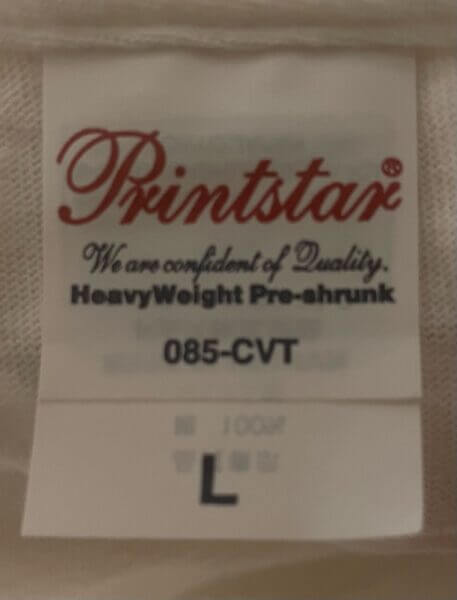 Printstar®
We are confident of Quality.
HeavyWeight Pre-shrunk
085-CVT
L